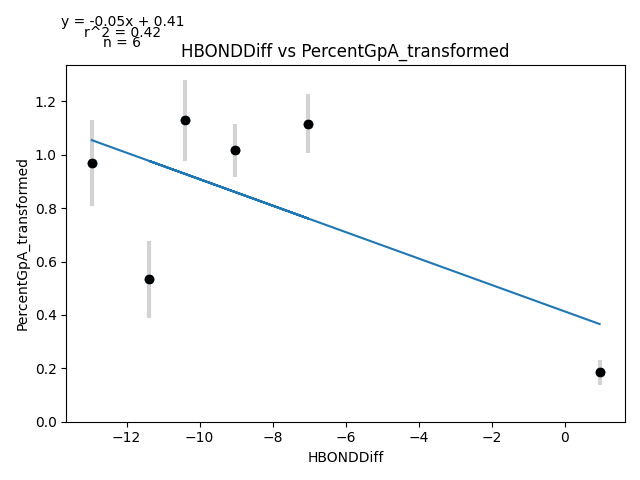 y = -0.05x + 0.41
r^2 = 0.42
n = 6
HBONDDiff vs PercentGpA_transformed
PercentGpA_transformed
1.2
1.0
0.8
0.6
0.4
0.2
0.0
−12
−10
−8
−6
−4
−2
0
HBONDDiff